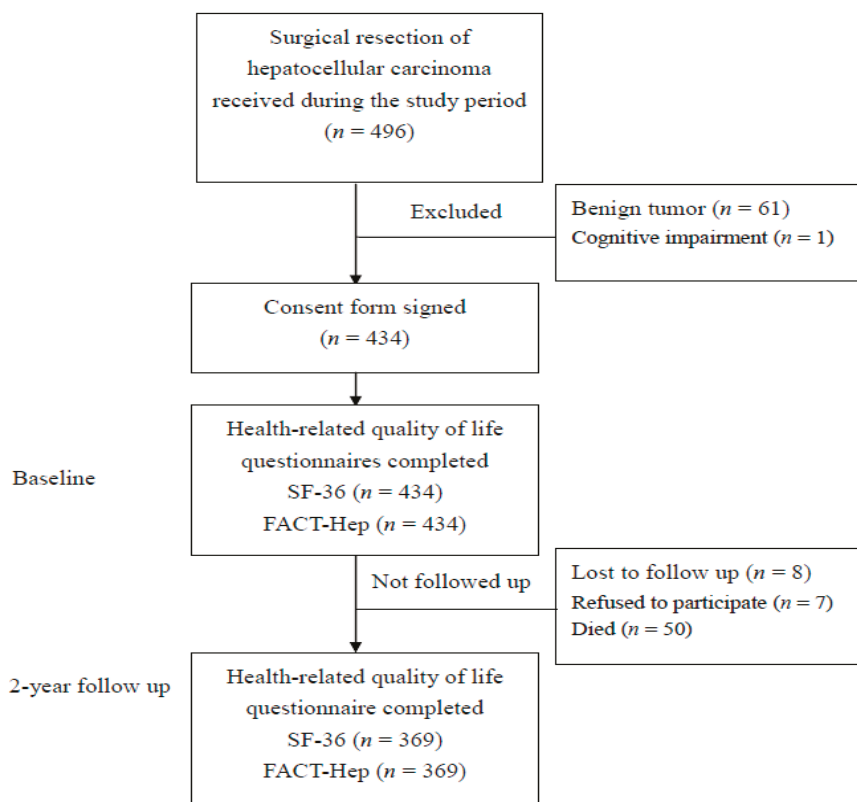 Surgical resection of
hepatocellular carcinoma
received during the study period
(n = 496)
Excluded
Benign tumor (n = 61)
Cognitive impairment (n = 1)
Consent form signed
(n = 434)
Baseline
Health-related quality of life
questionnaires completed
SF-36 (n = 434)
FACT-Hep (n = 434)
Not followed up
Lost to follow up (n = 8)
Refused to participate (n = 7)
Died (n = 50)
2-year follow up
Health-related quality of life
questionnaire completed
SF-36 (n = 369)
FACT-Hep (n = 369)